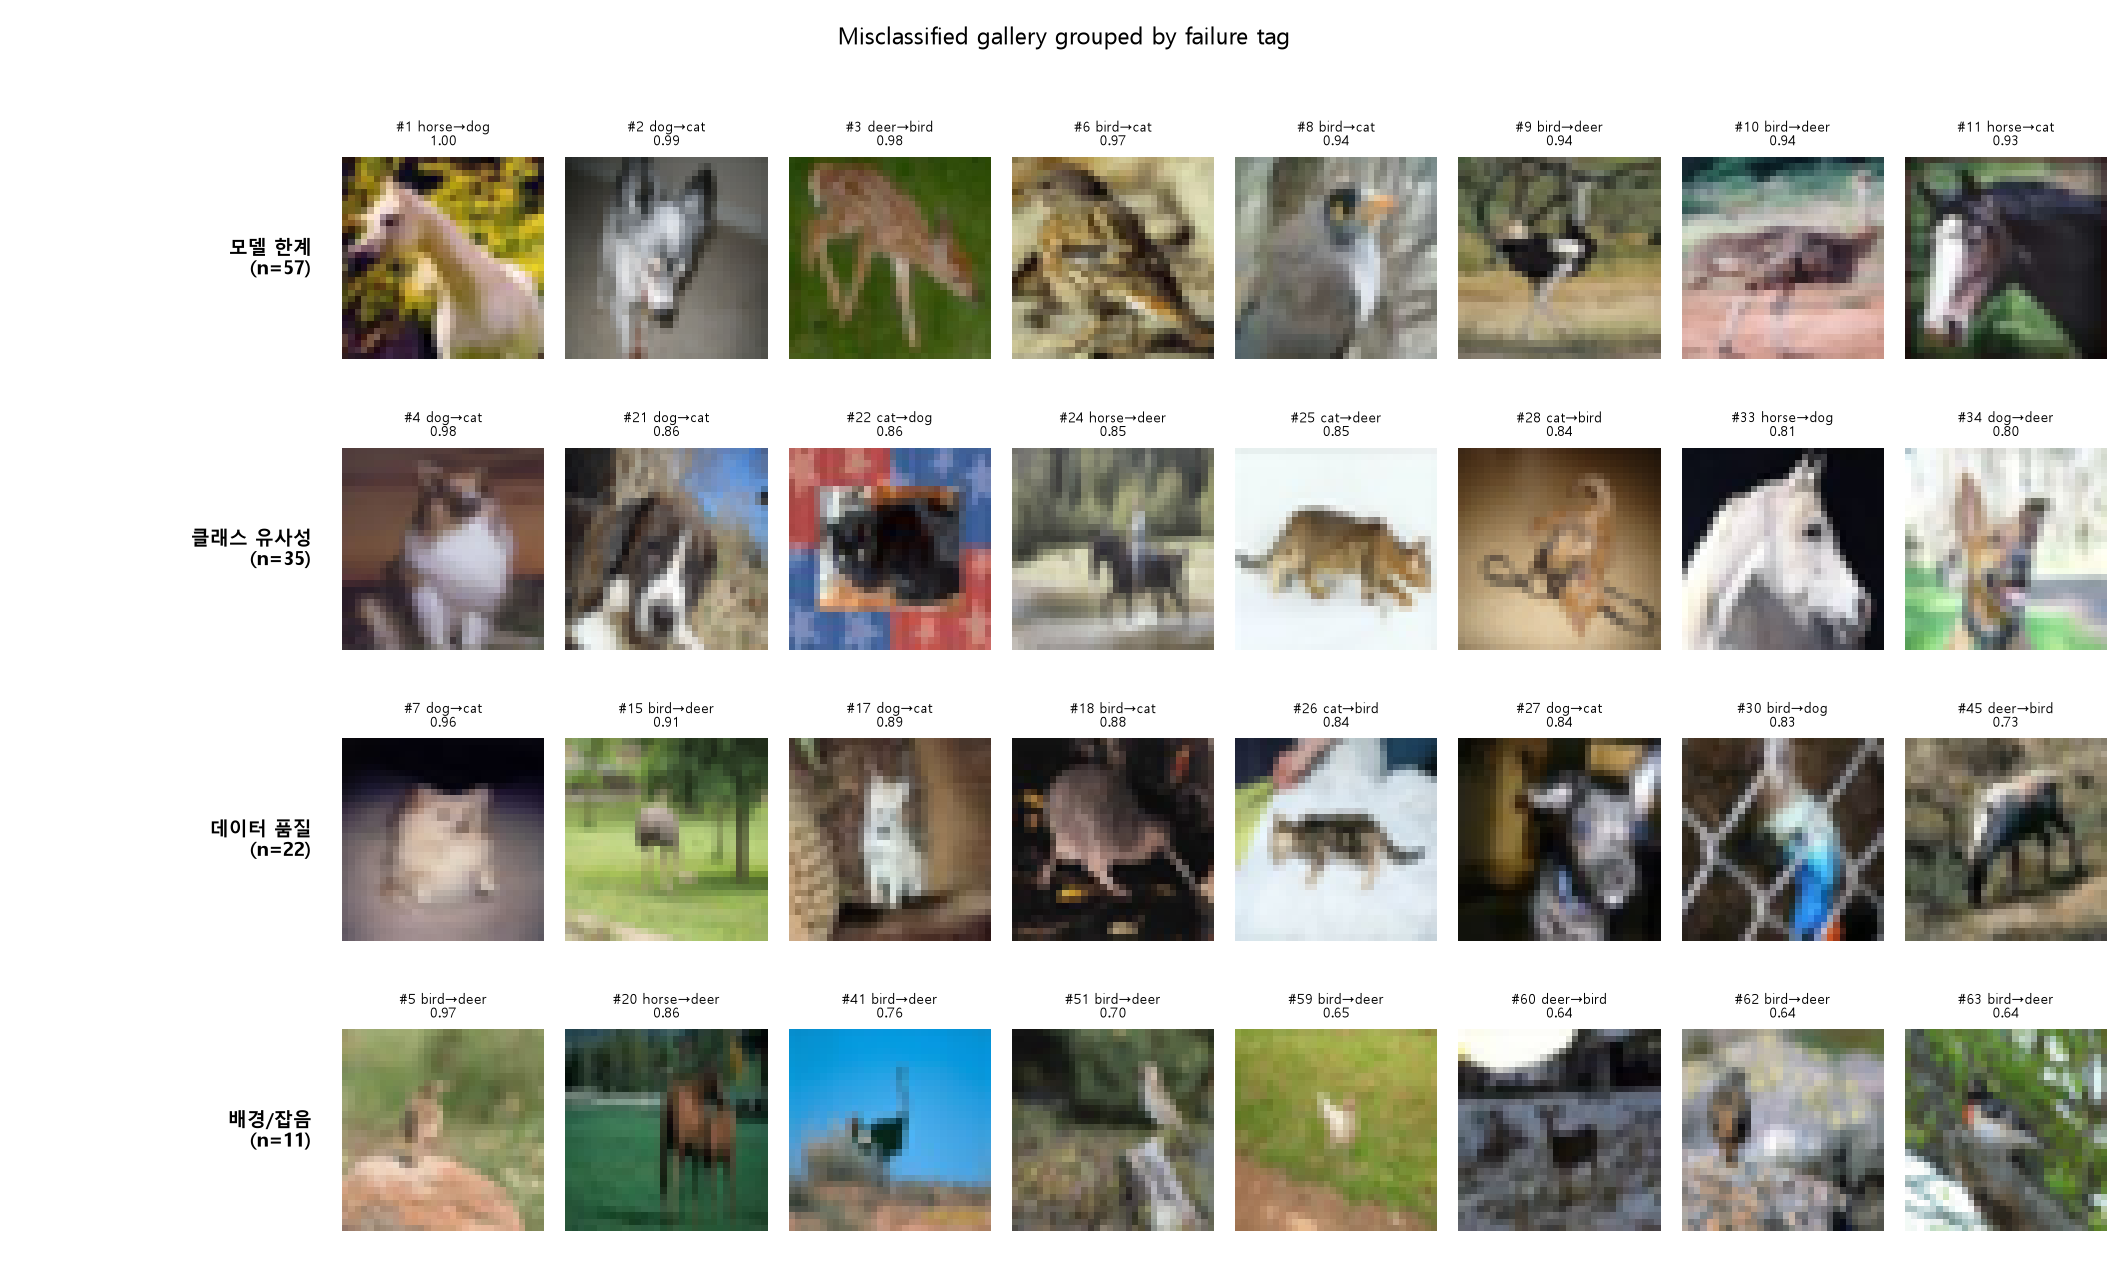 Misclassified gallery grouped by failure tag
#1 horse→dog
1.00
#2 dog→cat
0.99
#3 deer→bird
0.98
#6 bird→cat
0.97
#8 bird→cat
0.94
#9 bird→deer
0.94
#10 bird→deer
0.94
#11 horse→cat
0.93
모델 한계
(n=57)
#4 dog→cat
0.98
#21 dog→cat
0.86
#22 cat→dog
0.86
#24 horse→deer
0.85
#25 cat→deer
0.85
#28 cat→bird
0.84
#33 horse→dog
0.81
#34 dog→deer
0.80
클래스 유사성
(n=35)
#7 dog→cat
0.96
#15 bird→deer
0.91
#17 dog→cat
0.89
#18 bird→cat
0.88
#26 cat→bird
0.84
#27 dog→cat
0.84
#30 bird→dog
0.83
#45 deer→bird
0.73
데이터 품질
(n=22)
#5 bird→deer
0.97
#20 horse→deer
0.86
#41 bird→deer
0.76
#51 bird→deer
0.70
#59 bird→deer
0.65
#60 deer→bird
0.64
#62 bird→deer
0.64
#63 bird→deer
0.64
배경/잡음
(n=11)